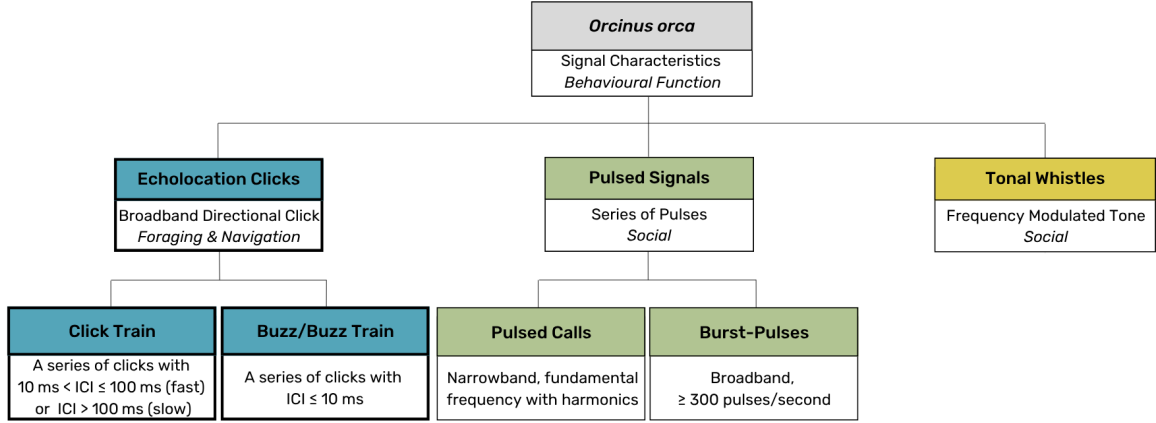 Orcinus orca
Signal Characteristics
Behavioural Function
Echolocation Clicks
Broadband Directional Click
Foraging & Navigation
Pulsed Signals
Series of Pulses
Social
Tonal Whistles
Frequency Modulated Tone
Social
Click Train
A series of clicks with
10 ms < ICI ≤ 100 ms (fast)
or ICI > 100 ms (slow)
Buzz/Buzz Train
A series of clicks with
ICI ≤ 10 ms
Pulsed Calls
Narrowband, fundamental
frequency with harmonics
Burst-Pulses
Broadband,
≥ 300 pulses/second